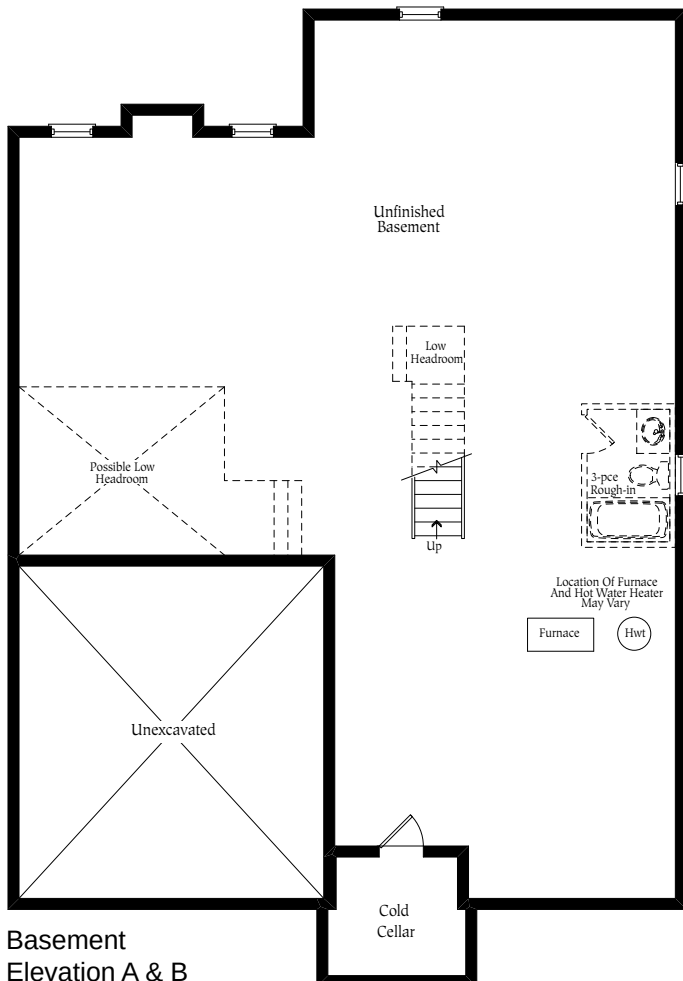 Unfinished
Basement
Low
Headroom
Possible Low
Headroom
3-pce
Rough-in
Up
Location Of Furnace
And Hot Water Heater
May Vary
Furnace
Hwt
Unexcavated
Cold
Cellar
Basement
Elevation A & B